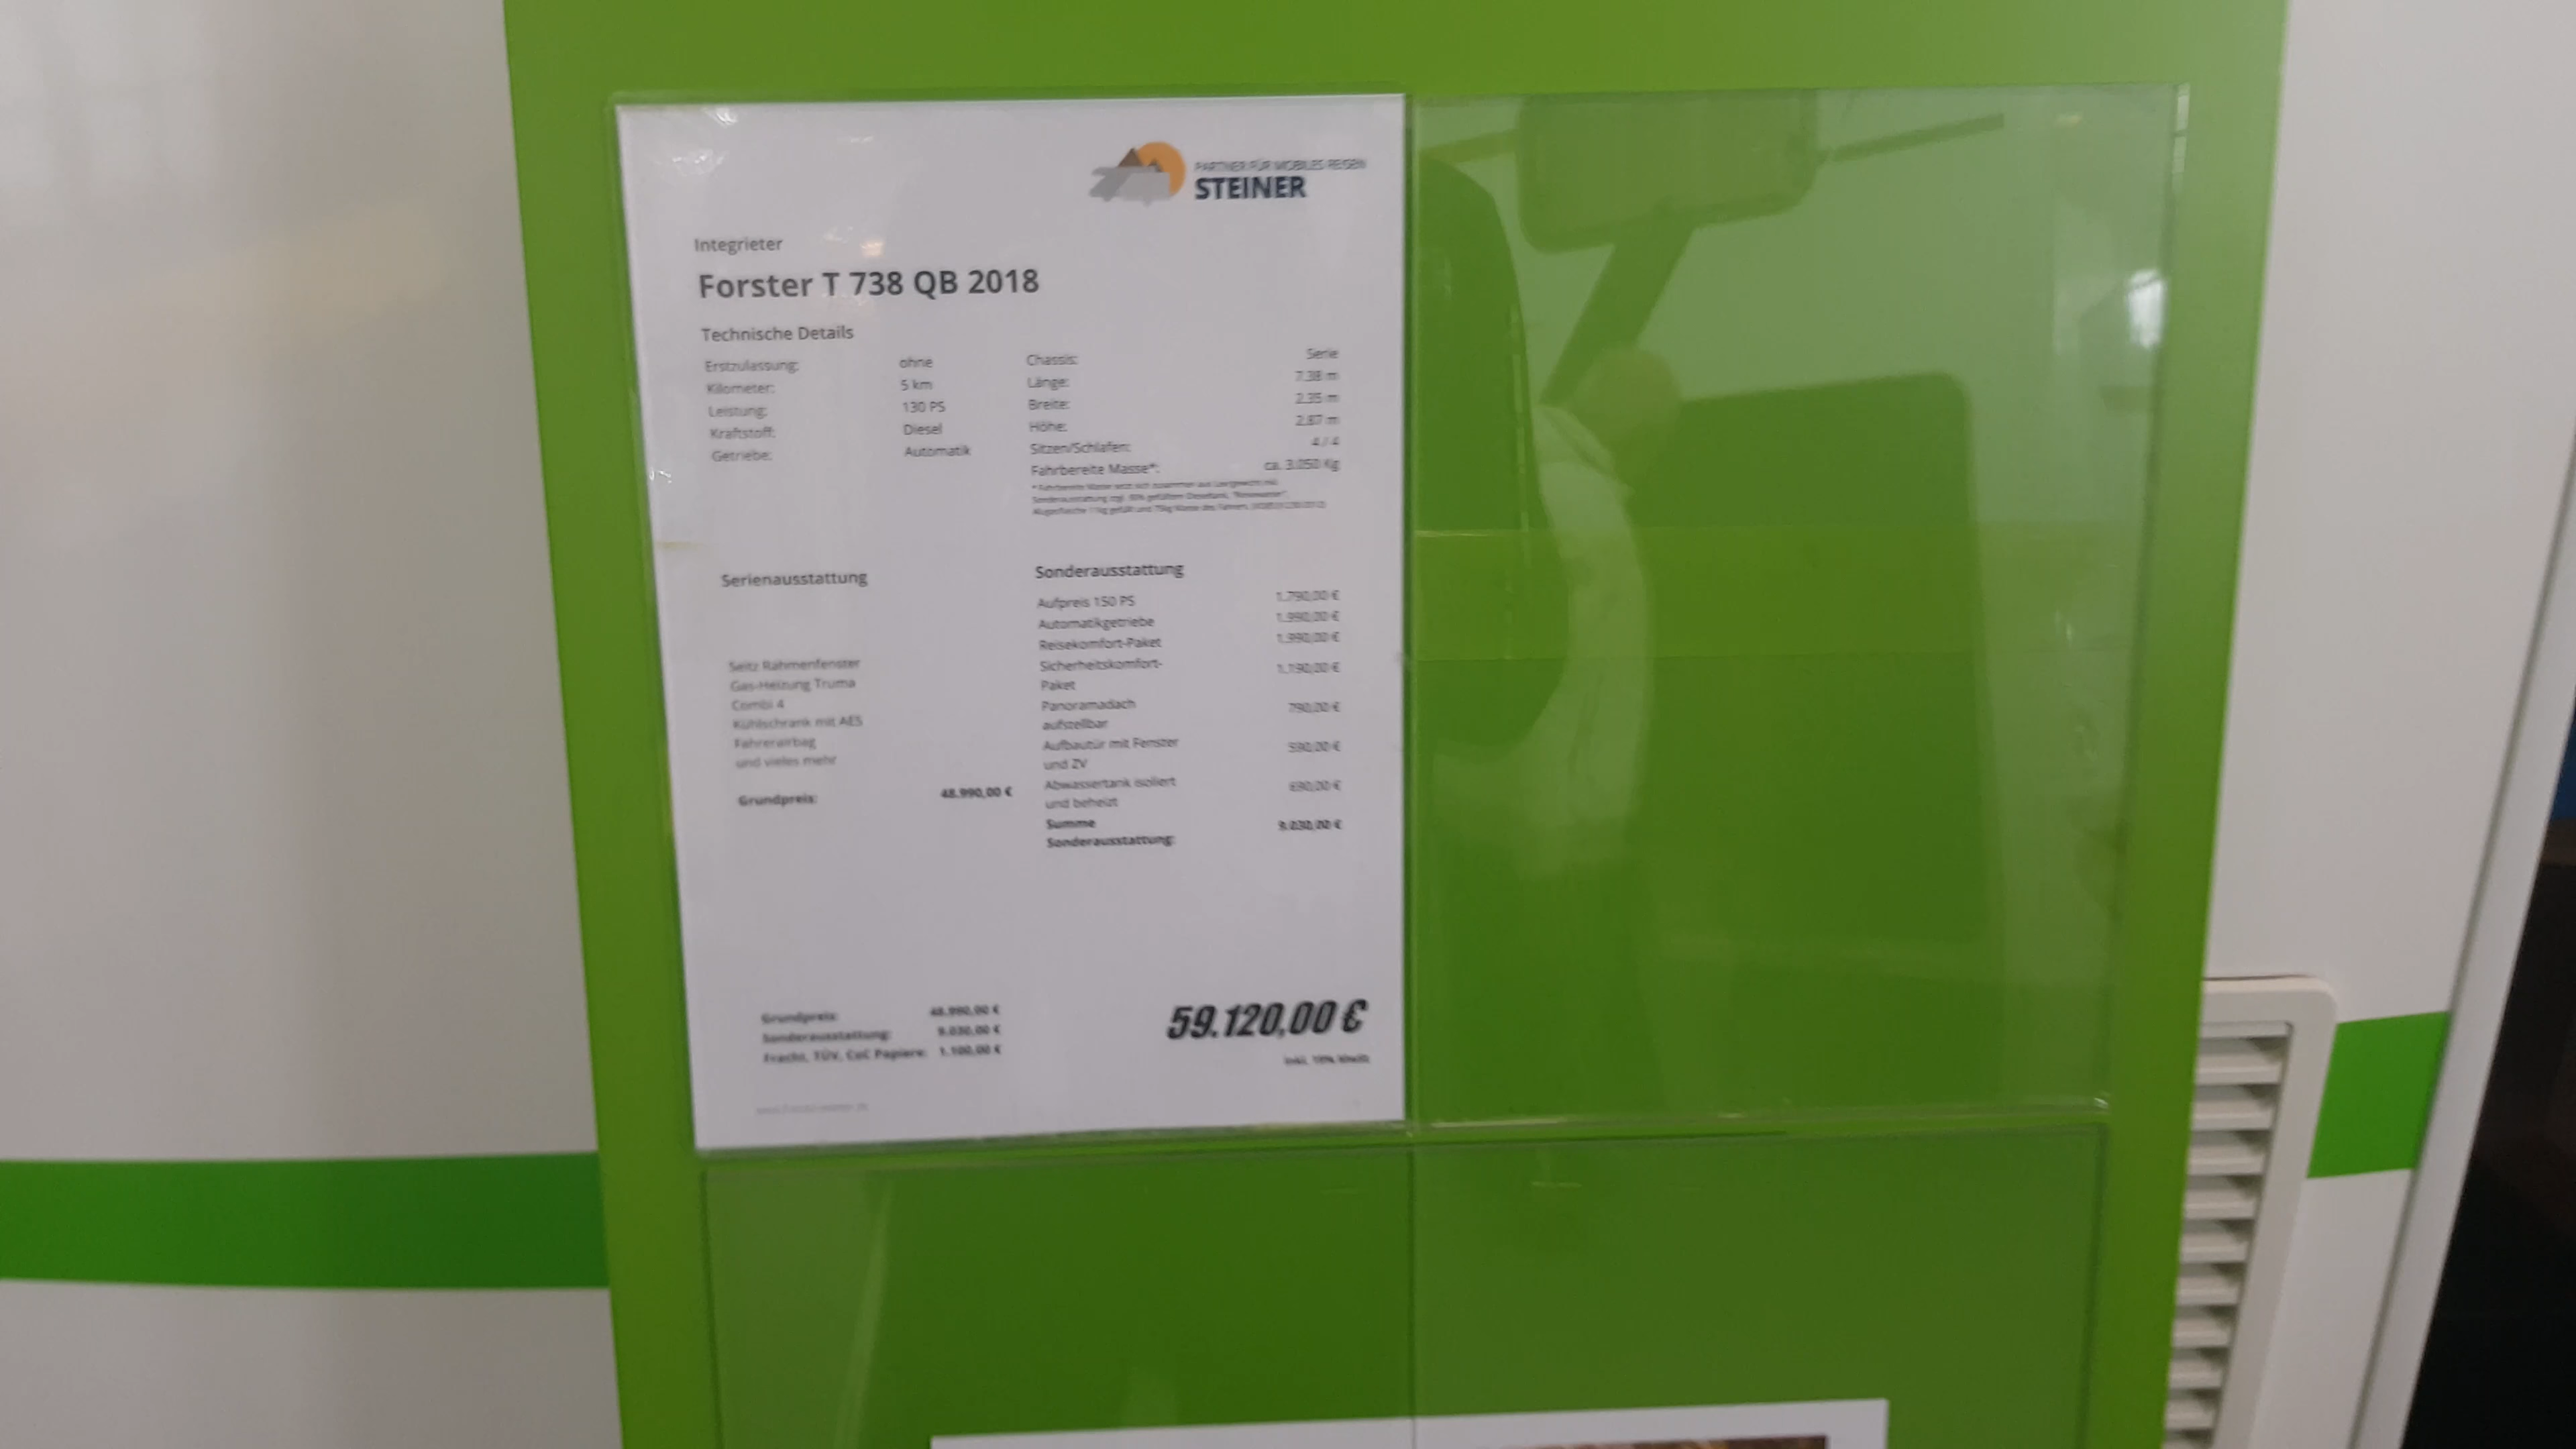 PARTNER FÜR MOBILES REISEN
STEINER
Integrieter
Forster T 738 QB 2018
Technische Details
Erstzulassung: ohne
Kilometer: 5 km
Leistung: 130 PS
Kraftstoff: Diesel
Getriebe: Automatik
Chassis: Serie
Länge: 7.38 m
Breite: 2.35 m
Höhe: 2.87 m
Sitzen/Schlafen: 4 / 4
Fahrbereite Masse*: ca. 3.050 Kg
Serienausstattung
Seitz Rahmenfenster
Gas-Heizung Truma
Combi 4
Kühlschrank mit AES
Fahrerairbag
und vieles mehr
Grundpreis: 48.990,00 €
Sonderausstattung
Aufpreis 150 PS 1.790,00 €
Automatikgetriebe 1.990,00 €
Reisekomfort-Paket 1.990,00 €
Sicherheitskomfort- 1.190,00 €
Paket
Panoramadach 790,00 €
aufstellbar
Aufbautür mit Fenster 590,00 €
und ZV
Abwassertank isoliert 690,00 €
und beheizt
Summe 9.030,00 €
Sonderausstattung:
Grundpreis: 48.990,00 €
Sonderausstattung: 9.030,00 €
Fracht, TÜV, CoC Papiere: 1.100,00 €
59.120,00 €